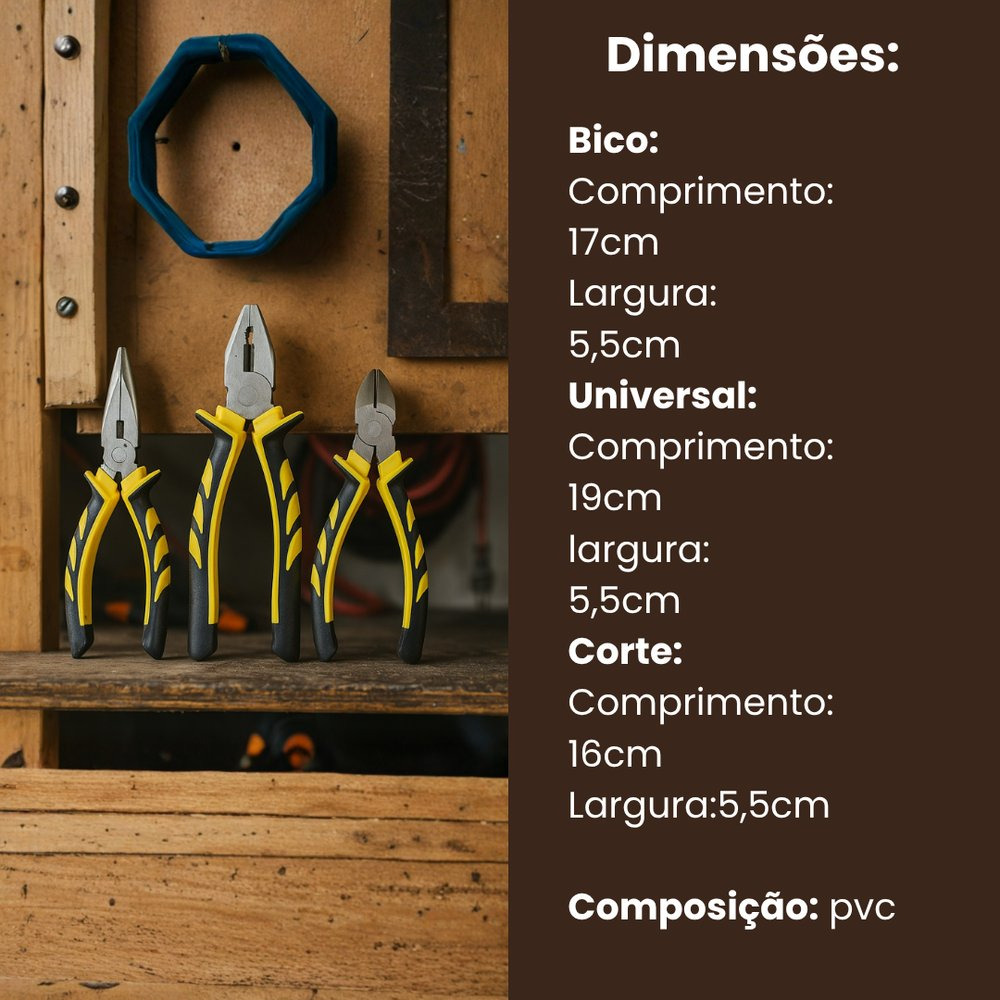 Dimensões:
Bico:
Comprimento:
17cm
Largura:
5,5cm
Universal:
Comprimento:
19cm
largura:
5,5cm
Corte:
Comprimento:
16cm
Largura:5,5cm
Composição: pvc